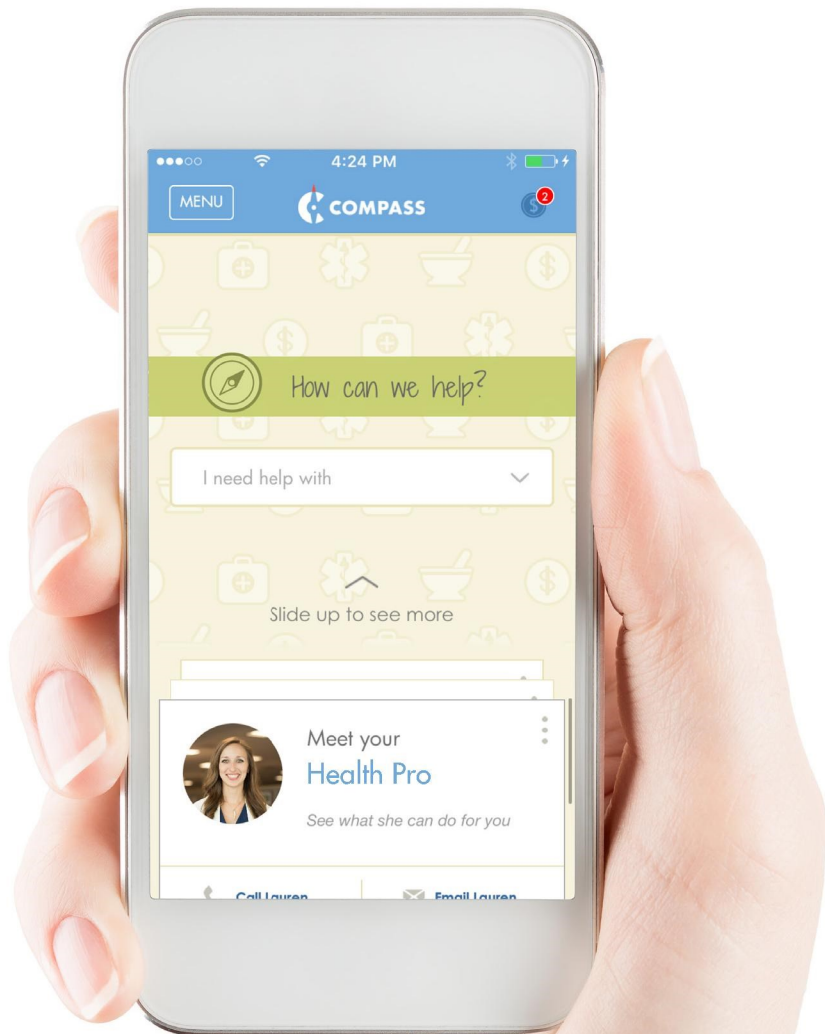 4:24 PM
MENU
COMPASS
S 2
How can we help?
I need help with
Slide up to see more
Meet your
Health Pro
See what she can do for you
Call Lauren
Email Lauren